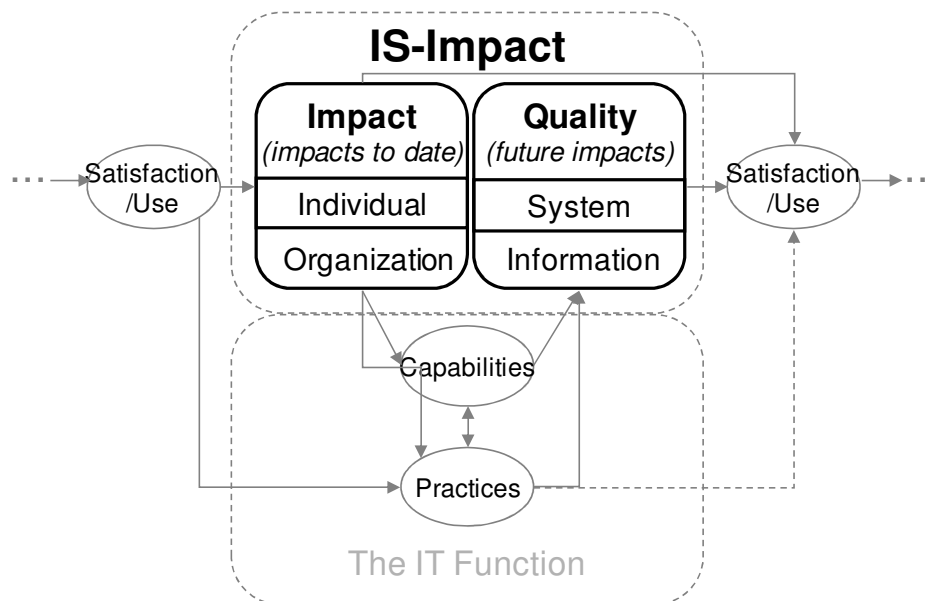 IS-Impact
Impact
(impacts to date)
Individual
Organization
Quality
(future impacts)
System
Information
...
Satisfaction
/Use
Satisfaction
/Use
..
Capabilities
Practices
The IT Function